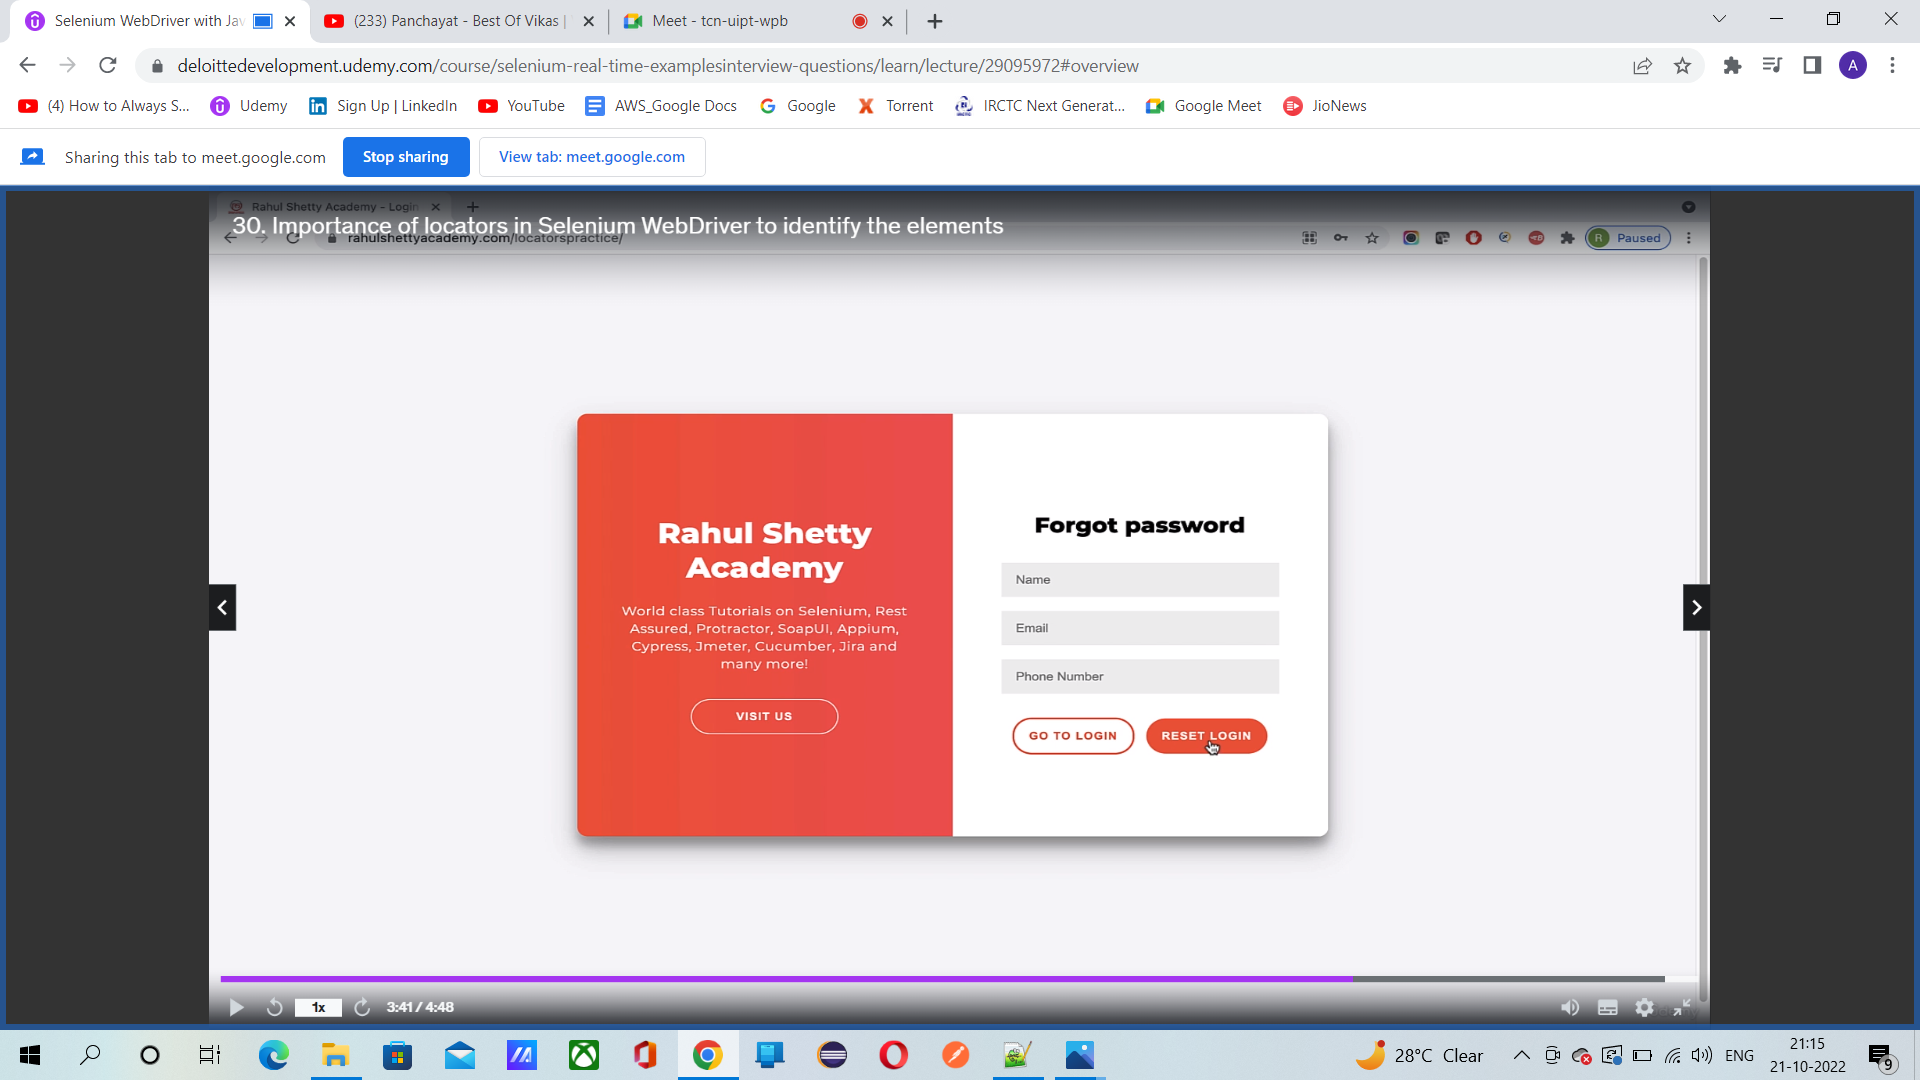 Selenium WebDriver with Jav
(233) Panchayat - Best Of Vikas |
Meet - tcn-uipt-wpb
deloittedevelopment.udemy.com/course/selenium-real-time-examplesinterview-questions/learn/lecture/29095972#overview
A
(4) How to Always S...
Udemy
Sign Up | LinkedIn
YouTube
AWS_Google Docs
Google
Torrent
IRCTC Next Generat...
Google Meet
JioNews
Sharing this tab to meet.google.com
Stop sharing
View tab: meet.google.com
Rahul Shetty Academy - Login
30. Importance of locators in Selenium WebDriver to identify the elements
rahulshettyacademy.com/locatorspractice/
R Paused
Rahul Shetty
Academy
World class Tutorials on Selenium, Rest
Assured, Protractor, SoapUI, Appium,
Cypress, Jmeter, Cucumber, Jira and
many more!
VISIT US
Forgot password
Name
Email
Phone Number
GO TO LOGIN
RESET LOGIN
1x
3:41 / 4:48
28°C Clear
ENG
21:15
21-10-2022
9